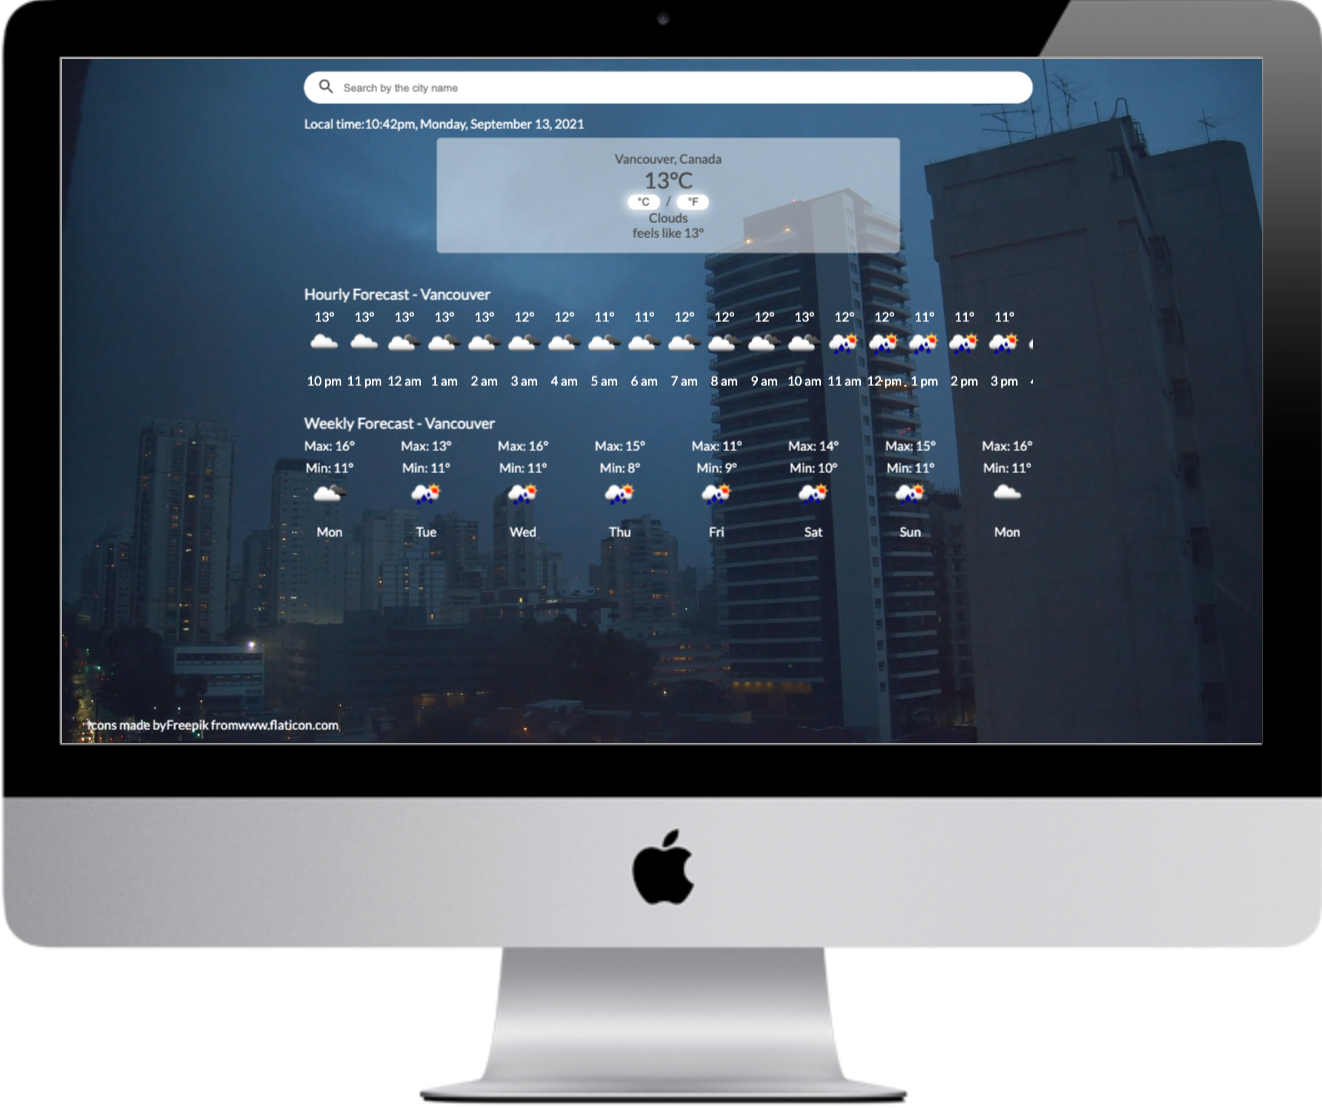 Search by the city name
Local time:10:42pm, Monday, September 13, 2021
Vancouver, Canada
13°C
°C / °F
Clouds
feels like 13°
Hourly Forecast - Vancouver
13° 13° 13° 13° 13° 12° 12° 11° 11° 12° 12° 12° 13° 12° 12° 11° 11° 11°
10 pm 11 pm 12 am 1 am 2 am 3 am 4 am 5 am 6 am 7 am 8 am 9 am 10 am 11 am 12 pm 1 pm 2 pm 3 pm
Weekly Forecast - Vancouver
Max: 16° Max: 13° Max: 16° Max: 15° Max: 11° Max: 14° Max: 15° Max: 16°
Min: 11° Min: 11° Min: 11° Min: 8° Min: 9° Min: 10° Min: 11° Min: 11°
Mon Tue Wed Thu Fri Sat Sun Mon
Icons made byFreepik fromwww.flaticon.com